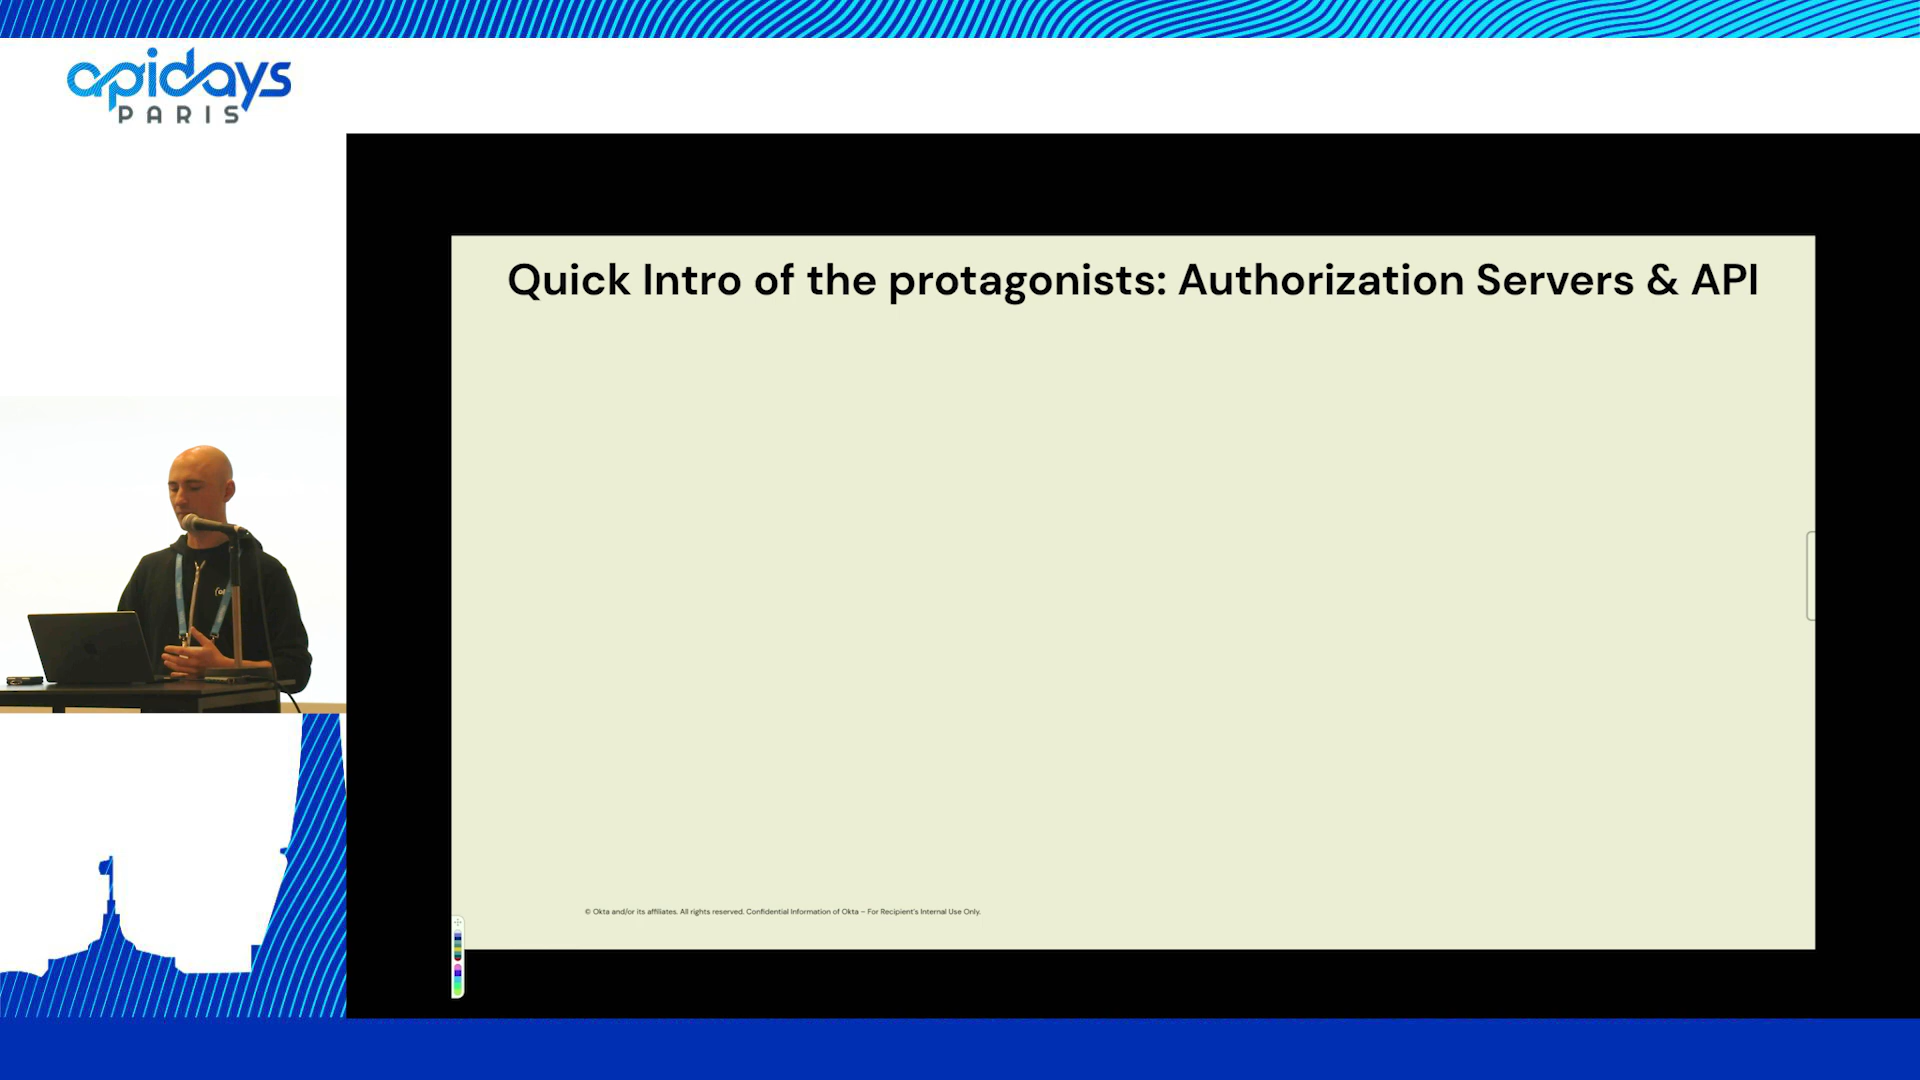 apidays
PARIS
Quick Intro of the protagonists: Authorization Servers & API
© Okta and/or its affiliates. All rights reserved. Confidential Information of Okta – For Recipient's Internal Use Only.